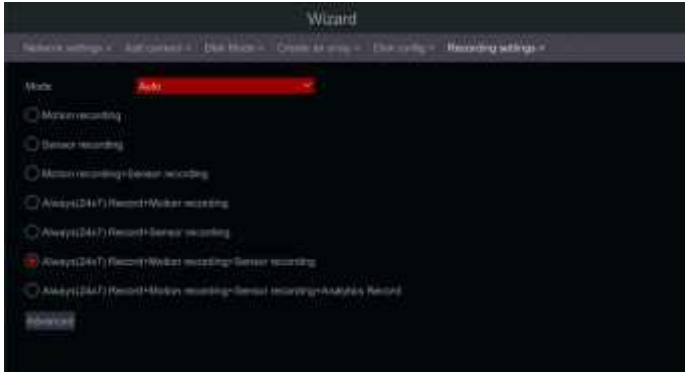 Wizard
Network settings Add camera Disk Mode Create an array Disk config Recording settings
Mode Auto
Motion recording
Sensor recording
Motion recording+Sensor recording
Always(24x7) Record+Motion recording
Always(24x7) Record+Sensor recording
Always(24x7) Record+Motion recording+Sensor recording
Always(24x7) Record+Motion recording+Sensor recording+Analytics Record
Advanced